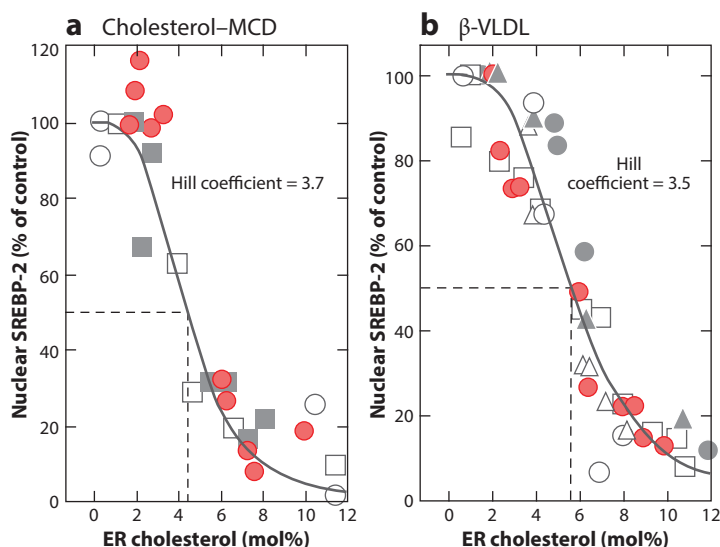 a Cholesterol–MCD
Nuclear SREBP-2 (% of control)
120
100
80
60
40
20
0
Hill coefficient = 3.7
0 2 4 6 8 10 12
ER cholesterol (mol%)
b β-VLDL
Nuclear SREBP-2 (% of control)
100
80
60
40
20
0
Hill
coefficient = 3.5
0 2 4 6 8 10 12
ER cholesterol (mol%)